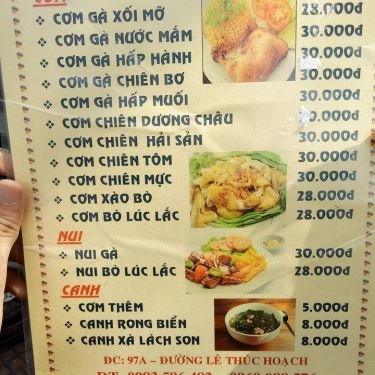 CƠM
CƠM GÀ XỐI MỠ 28.000đ
CƠM GÀ NƯỚC MẮM 30.000đ
CƠM GÀ HẤP HÀNH 30.000đ
CƠM GÀ CHIÊN BƠ 30.000đ
CƠM GÀ HẤP MUỐI 30.000đ
CƠM CHIÊN DƯƠNG CHÂU 30.000đ
CƠM CHIÊN HẢI SẢN 30.000đ
CƠM CHIÊN TÔM 30.000đ
CƠM CHIÊN MỰC 30.000đ
CƠM XÀO BÒ 28.000đ
CƠM BÒ LÚC LẮC 28.000đ
NUI
NUI GÀ 30.000đ
NUI BÒ LÚC LẮC 28.000đ
CANH
CƠM THÊM 5.000đ
CANH RONG BIỂN 8.000đ
CANH XÀ LÁCH SON 8.000đ
ĐC: 97A – ĐƯỜNG LÊ THÚC HOẠCH